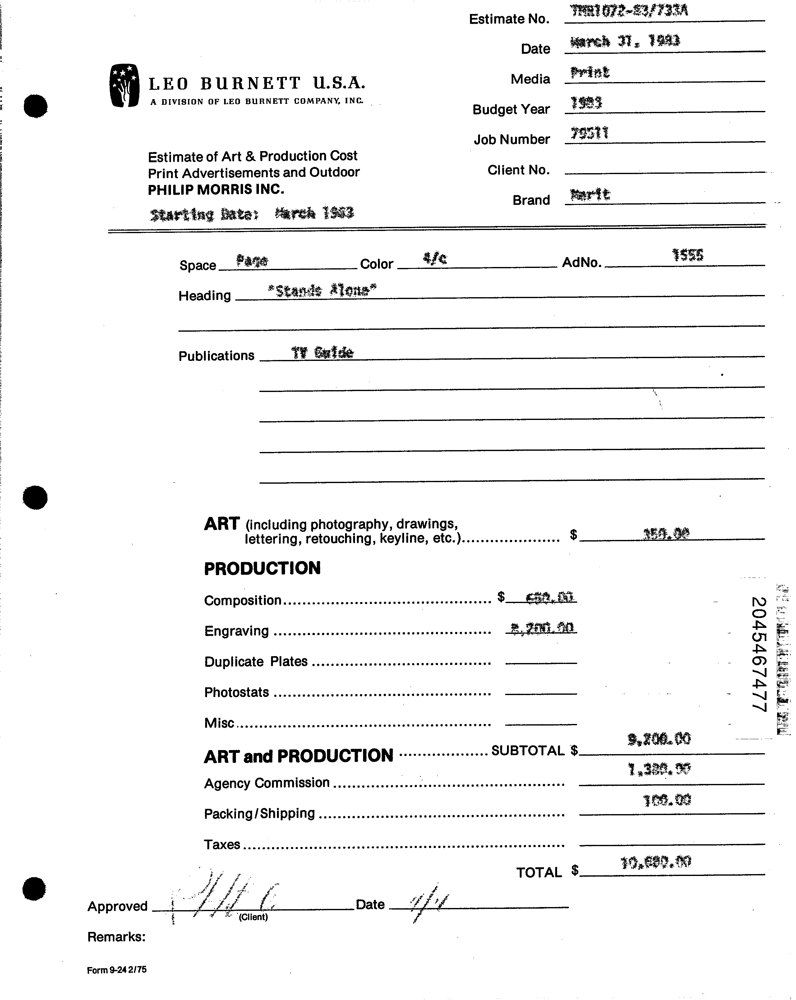 Estimate No. TMR1072-83/733A
Date March 31, 1983
LEO BURNETT U.S.A.
A DIVISION OF LEO BURNETT COMPANY, INC.
Media Print
Budget Year 1983
Job Number 79511
Estimate of Art & Production Cost
Print Advertisements and Outdoor
PHILIP MORRIS INC.
Client No.
Brand Merit
Starting Date: March 1983
Space Page Color 4/c AdNo. 1555
Heading "Stands Alone"
Publications TV Guide
ART (including photography, drawings,
lettering, retouching, keyline, etc.)..................... $ 350.00
PRODUCTION
Composition.......................................... $ 650.00
Engraving ............................................ 8,200.00
Duplicate Plates .....................................
Photostats ............................................
Misc....................................................
ART and PRODUCTION .................. SUBTOTAL $ 9,200.00
Agency Commission ............................................... 1,380.00
Packing/Shipping .................................................. 100.00
Taxes.................................................................
TOTAL $ 10,680.00
Approved Date
(Client)
Remarks:
Form 9-24 2/75
2045467477